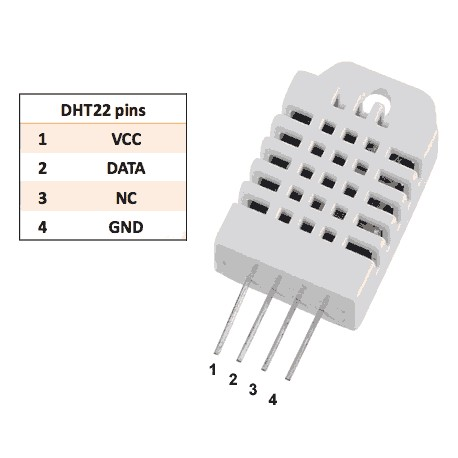 DHT22 pins
1 VCC
2 DATA
3 NC
4 GND
1 2 3 4